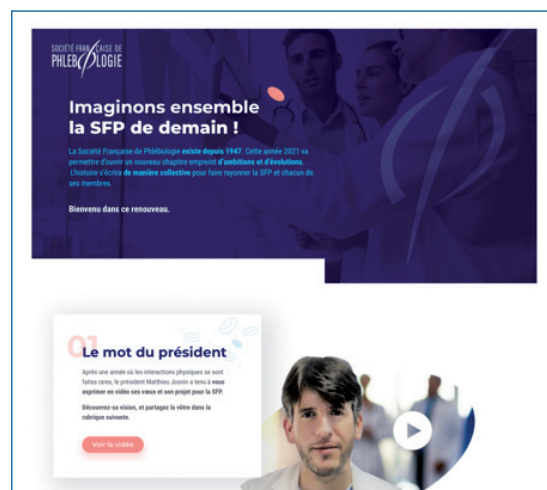 SOCIÉTÉ FRANÇAISE DE
PHLEBOLOGIE
Imaginons ensemble
la SFP de demain !
La Société Française de Phlébologie existe depuis 1947. Cette année 2021 va
permettre d'ouvrir un nouveau chapitre empreint d'ambitions et d'évolutions.
L'histoire s'écrira de manière collective pour faire rayonner la SFP et chacun de
ses membres.
Bienvenu dans ce renouveau.
01
Le mot du président
Après une année où les interactions physiques se sont
faites rares, le président Matthieu Josnin a tenu à vous
exprimer en vidéo ses vœux et son projet pour la SFP.
Découvrez-sa vision, et partagez la vôtre dans la
rubrique suivante.
Voir la vidéo